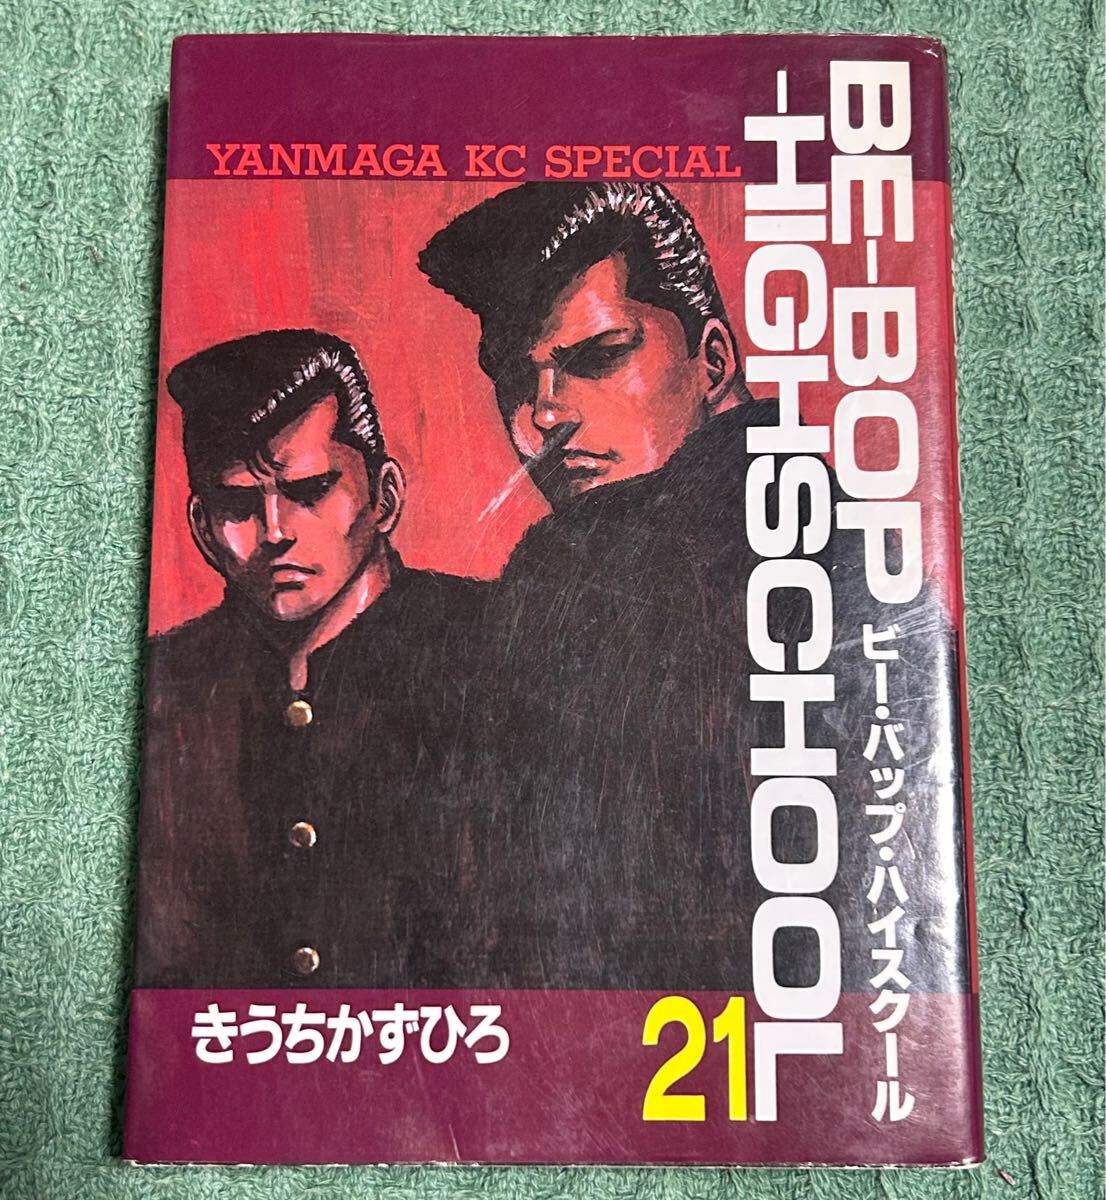 YANMAGA KC SPECIAL
BE-BOP
-HIGHSCHOOL
ビー・バップ・ハイスクール
きうちかずひろ
21